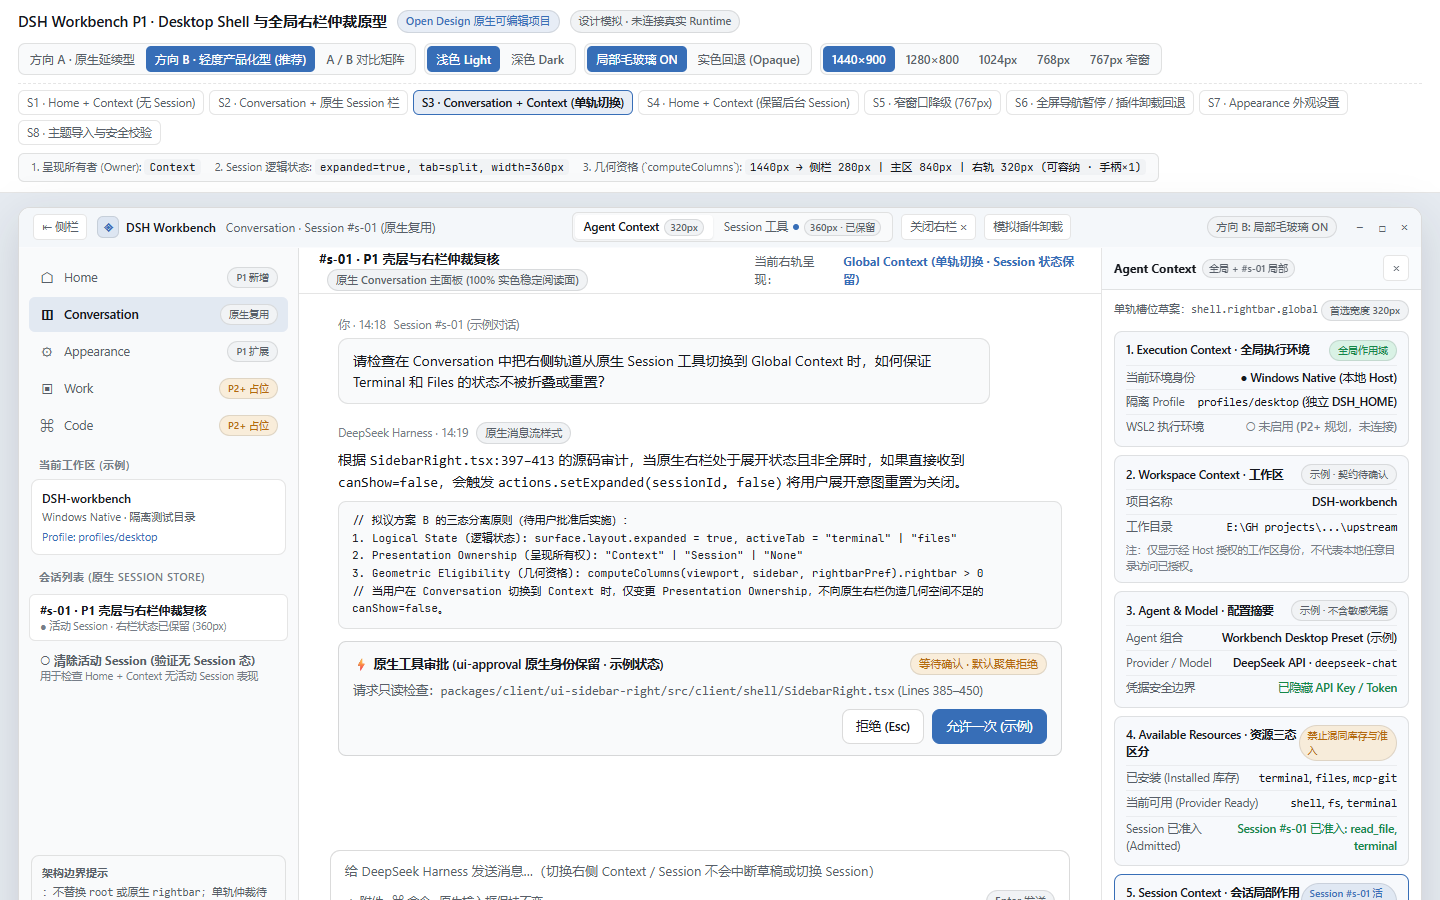 DSH Workbench P1 · Desktop Shell 与全局右栏仲裁原型 Open Design 原生可编辑项目 设计模拟 · 未连接真实 Runtime
方向 A · 原生延续型 方向 B · 轻度产品化型 (推荐) A / B 对比矩阵 浅色 Light 深色 Dark 局部毛玻璃 ON 实色回退 (Opaque) 1440×900 1280×800 1024px 768px 767px 窄窗
S1 · Home + Context (无 Session) S2 · Conversation + 原生 Session 栏 S3 · Conversation + Context (单轨切换) S4 · Home + Context (保留后台 Session) S5 · 窄窗口降级 (767px) S6 · 全屏导航暂停 / 插件卸载回退 S7 · Appearance 外观设置
S8 · 主题导入与安全校验
1. 呈现所有者 (Owner): Context 2. Session 逻辑状态: expanded=true, tab=split, width=360px 3. 几何资格 (`computeColumns`): 1440px → 侧栏 280px | 主区 840px | 右轨 320px (可容纳 · 手柄×1)
⇤ 侧栏 DSH Workbench Conversation · Session #s-01 (原生复用) Agent Context 320px Session 工具 360px · 已保留 关闭右栏 × 模拟插件卸载 方向 B: 局部毛玻璃 ON
Home P1 新增
Conversation 原生复用
Appearance P1 扩展
Work P2+ 占位
Code P2+ 占位
当前工作区 (示例)
DSH-workbench
Windows Native · 隔离测试目录
Profile: profiles/desktop
会话列表 (原生 SESSION STORE)
#s-01 · P1 壳层与右栏仲裁复核
● 活动 Session · 右栏状态已保留 (360px)
○ 清除活动 Session (验证无 Session 态)
用于检查 Home + Context 无活动 Session 表现
架构边界提示
：不替换 root 或原生 rightbar；单轨仲裁待
#s-01 · P1 壳层与右栏仲裁复核
原生 Conversation 主面板 (100% 实色稳定阅读面)
当前右轨呈现：
Global Context (单轨切换 · Session 状态保留)
你 · 14:18 Session #s-01 (示例对话)
请检查在 Conversation 中把右侧轨道从原生 Session 工具切换到 Global Context 时，如何保证
Terminal 和 Files 的状态不被折叠或重置？
DeepSeek Harness · 14:19 原生消息流样式
根据 SidebarRight.tsx:397–413 的源码审计，当原生右栏处于展开状态且非全屏时，如果直接收到
canShow=false，会触发 actions.setExpanded(sessionId, false) 将用户展开意图重置为关闭。
// 拟议方案 B 的三态分离原则 (待用户批准后实施)：
1. Logical State (逻辑状态): surface.layout.expanded = true, activeTab = "terminal" | "files"
2. Presentation Ownership (呈现所有权): "Context" | "Session" | "None"
3. Geometric Eligibility (几何资格): computeColumns(viewport, sidebar, rightbarPref).rightbar > 0
// 当用户在 Conversation 切换到 Context 时，仅变更 Presentation Ownership，不向原生右栏伪造几何空间不足的
canShow=false。
原生工具审批 (ui-approval 原生身份保留 · 示例状态) 等待确认 · 默认聚焦拒绝
请求只读检查：packages/client/ui-sidebar-right/src/client/shell/SidebarRight.tsx (Lines 385–450)
拒绝 (Esc) 允许一次 (示例)
给 DeepSeek Harness 发送消息... (切换右侧 Context / Session 不会中断草稿或切换 Session)
Agent Context 全局 + #s-01 局部 ×
单轨槽位草案：shell.rightbar.global 首选宽度 320px
1. Execution Context · 全局执行环境 全局作用域
当前环境身份 ● Windows Native (本地 Host)
隔离 Profile profiles/desktop (独立 DSH_HOME)
WSL2 执行环境 ○ 未启用 (P2+ 规划，未连接)
2. Workspace Context · 工作区 示例 · 契约待确认
项目名称 DSH-workbench
工作目录 E:\GH projects\...\upstream
注：仅显示经 Host 授权的工作区身份，不代表本地任意目
录访问已授权。
3. Agent & Model · 配置摘要 示例 · 不含敏感凭据
Agent 组合 Workbench Desktop Preset (示例)
Provider / Model DeepSeek API · deepseek-chat
凭据安全边界 已隐藏 API Key / Token
4. Available Resources · 资源三态区分 禁止混同库存与准入
已安装 (Installed 库存) terminal, files, mcp-git
当前可用 (Provider Ready) shell, fs, terminal
Session 已准入 (Admitted) Session #s-01 已准入: read_file, terminal
5. Session Context · 会话局部作用 Session #s-01 活